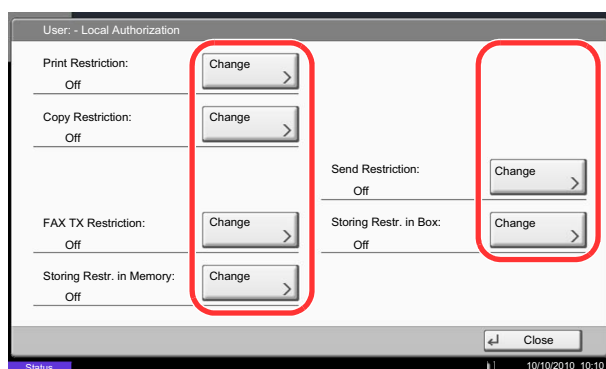 User: - Local Authorization
Print Restriction:
Change
Off
Copy Restriction:
Change
Off
Send Restriction:
Change
Off
FAX TX Restriction:
Change
Off
Storing Restr. in Box:
Change
Off
Storing Restr. in Memory:
Change
Off
Close
Status
10/10/2010 10:10